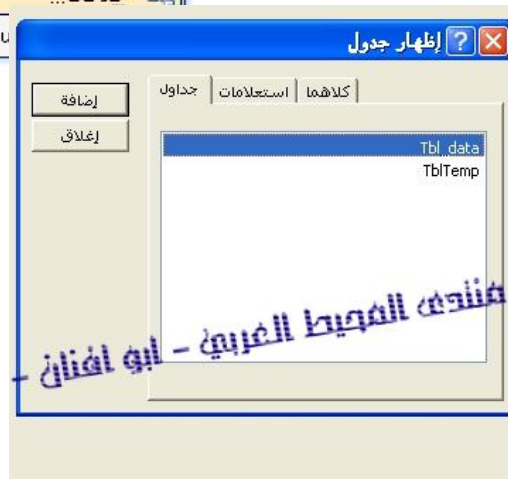 إظهار جدول
جداول استعلامات كلاهما
إضافة
إغلاق
Tbl_data
TblTemp
منتدى المحيط العربي - ابو افنان -